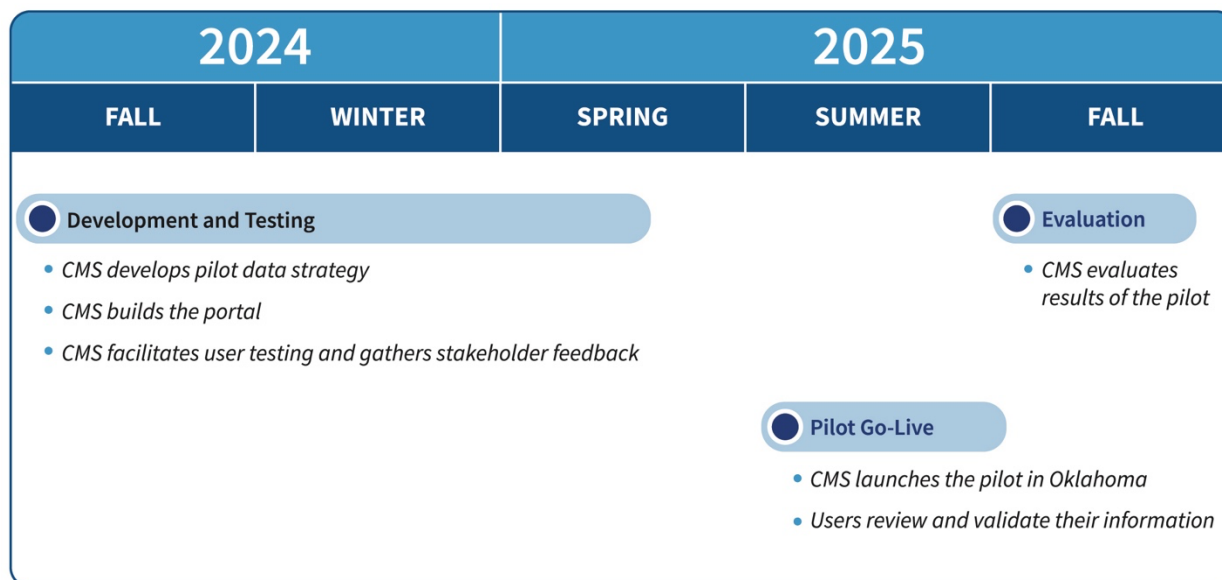 2024
2025
FALL
WINTER
SPRING
SUMMER
FALL
Development and Testing
• CMS develops pilot data strategy
• CMS builds the portal
• CMS facilitates user testing and gathers stakeholder feedback
Evaluation
• CMS evaluates
results of the pilot
Pilot Go-Live
• CMS launches the pilot in Oklahoma
• Users review and validate their information